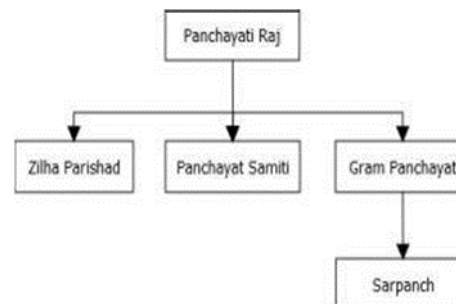 Panchayati Raj
Zilha Parishad
Panchayat Samiti
Gram Panchayat
Sarpanch